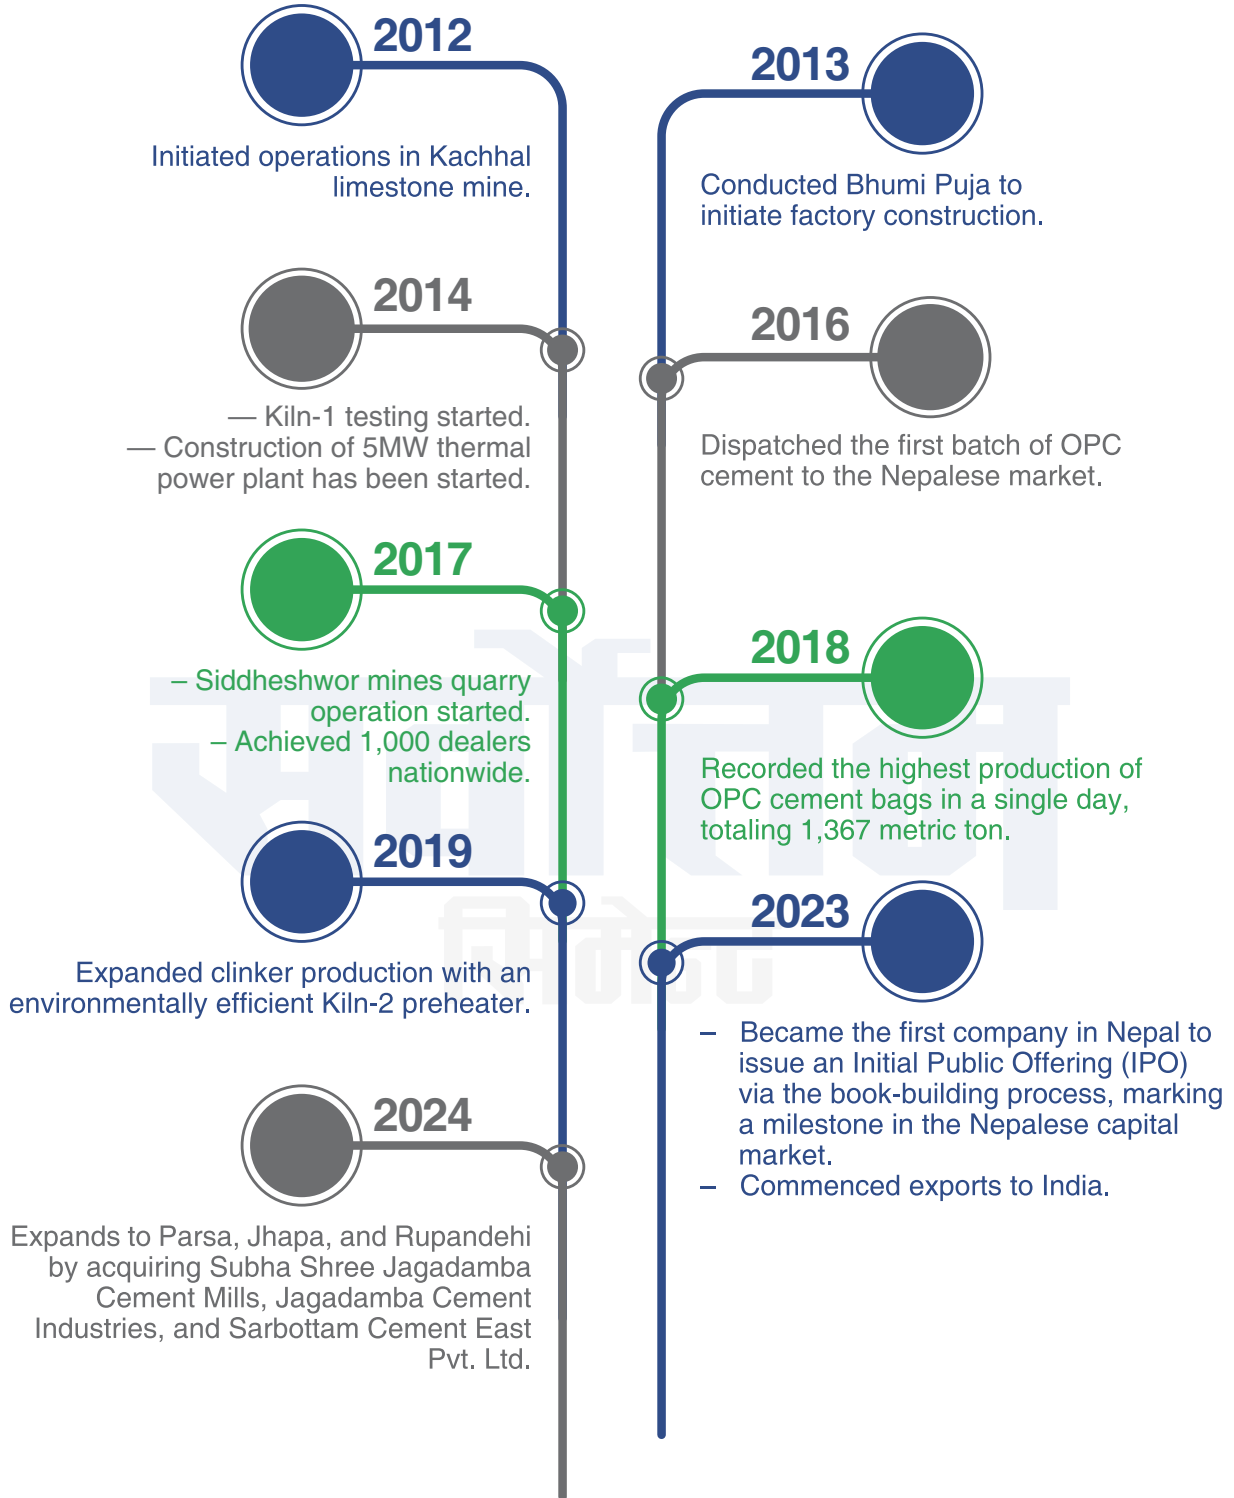 2012
Initiated operations in Kachhal
limestone mine.
2013
Conducted Bhumi Puja to
initiate factory construction.
2014
— Kiln-1 testing started.
— Construction of 5MW thermal
power plant has been started.
2016
Dispatched the first batch of OPC
cement to the Nepalese market.
2017
– Siddheshwor mines quarry
operation started.
– Achieved 1,000 dealers
nationwide.
2018
Recorded the highest production of
OPC cement bags in a single day,
totaling 1,367 metric ton.
सर्वोत्तम
सिमेन्ट
2019
Expanded clinker production with an
environmentally efficient Kiln-2 preheater.
2023
– Became the first company in Nepal to
issue an Initial Public Offering (IPO)
via the book-building process, marking
a milestone in the Nepalese capital
market.
– Commenced exports to India.
2024
Expands to Parsa, Jhapa, and Rupandehi
by acquiring Subha Shree Jagadamba
Cement Mills, Jagadamba Cement
Industries, and Sarbottam Cement East
Pvt. Ltd.